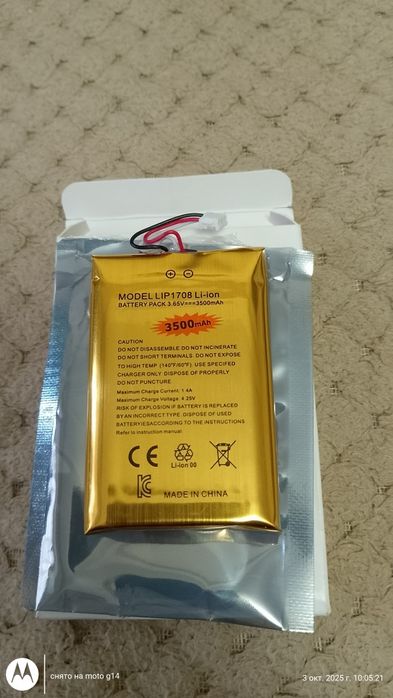 MODEL LIP1708 Li-ion
BATTERY PACK 3.65V⎓3500mAh
3500mAh
CAUTION
DO NOT DISASSEMBLE DO NOT INCINERATE
DO NOT SHORT TERMINALS. DO NOT EXPOSE
TO HIGH TEMP (140℉/60℉). USE SPECIFED
CHARGER ONLY. DISPOSE OF PROPERLY.
DO NOT PUNCTURE
Maximum Charge Current: 1.4A
Maximum Charge Voltage: 4.25V
RISK OF EXPLOSION IF BATTERY IS REPLACED
BY AN INCORRECT TYPE. DISPOSE OF USED
BATTERYIESACCORDING TO THE INSTRUMENTS.
Refer to instruction manual.
CE
Li-ion 00
MADE IN CHINA
снято на moto g14
3 окт. 2025 г. 10:05:21